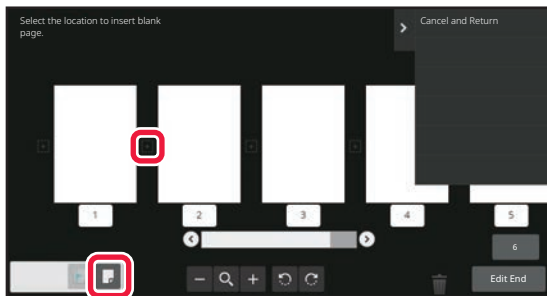 Select the location to insert blank
page.
Cancel and Return
1
2
3
4
5
6
Edit End